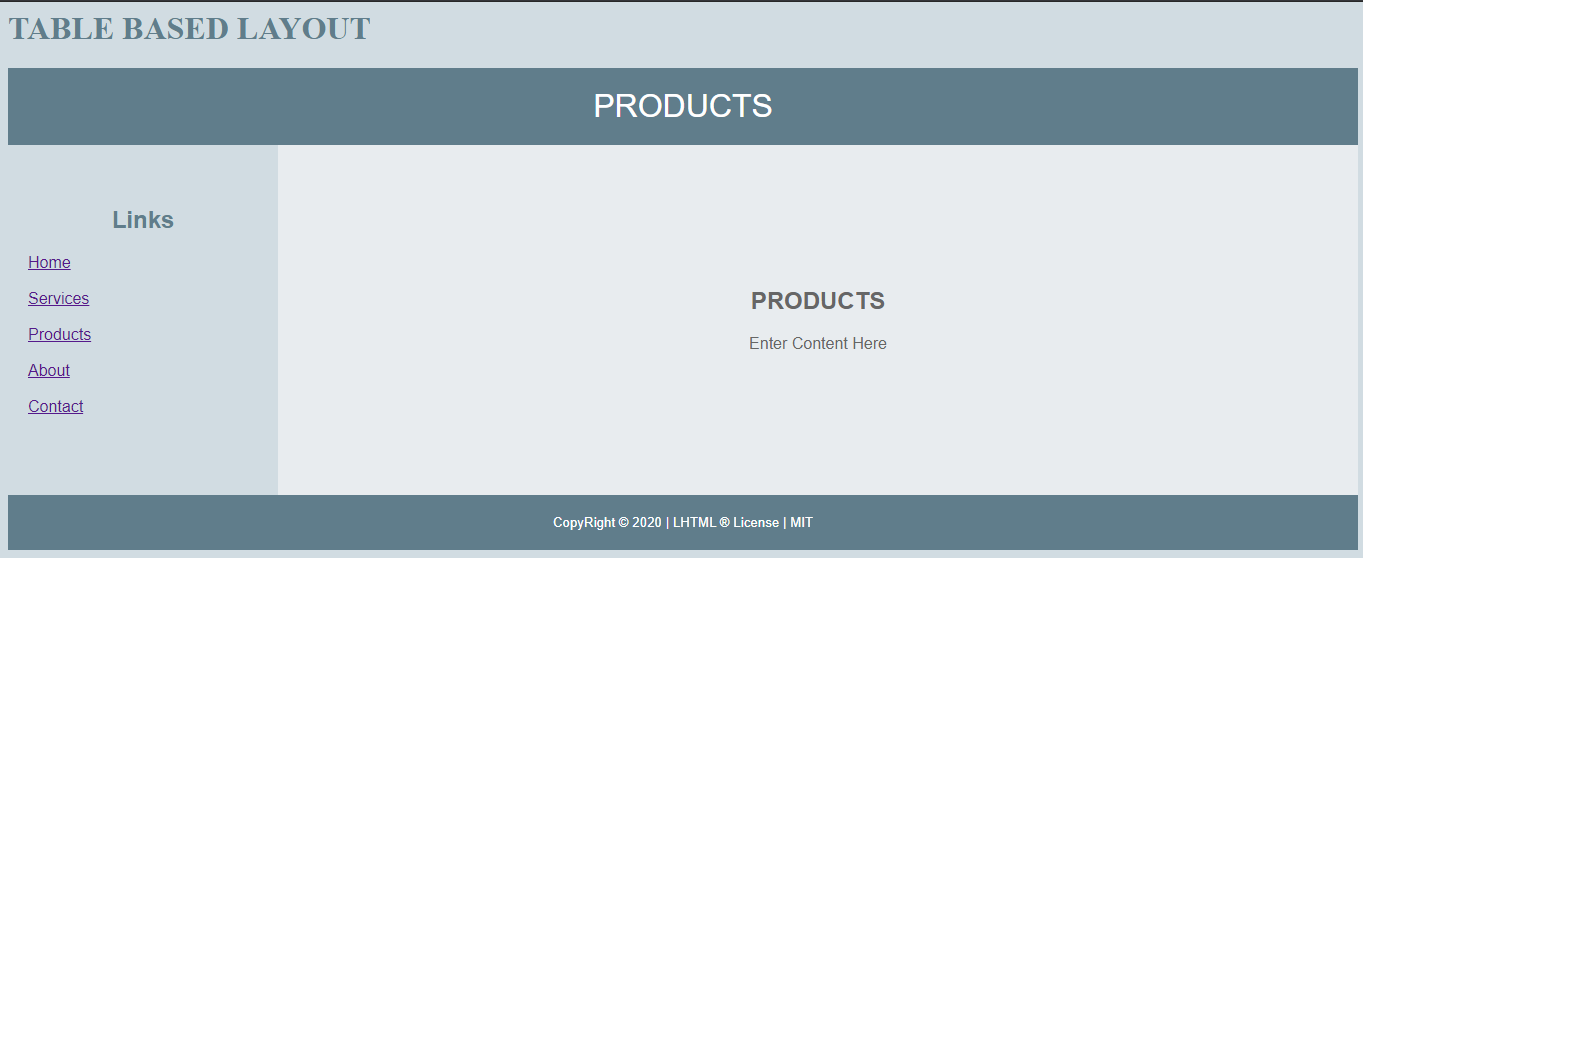 TABLE BASED LAYOUT
PRODUCTS
Links
Home
Services
Products
About
Contact
PRODUCTS
Enter Content Here
CopyRight © 2020 | LHTML ® License | MIT